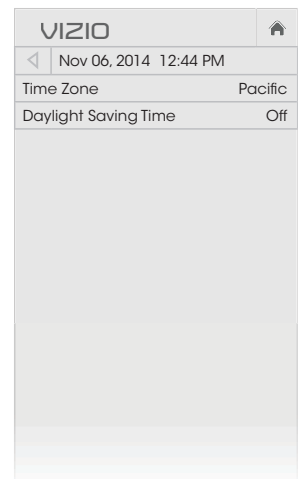 VIZIO
Nov 06, 2014 12:44 PM
Time Zone Pacific
Daylight Saving Time Off